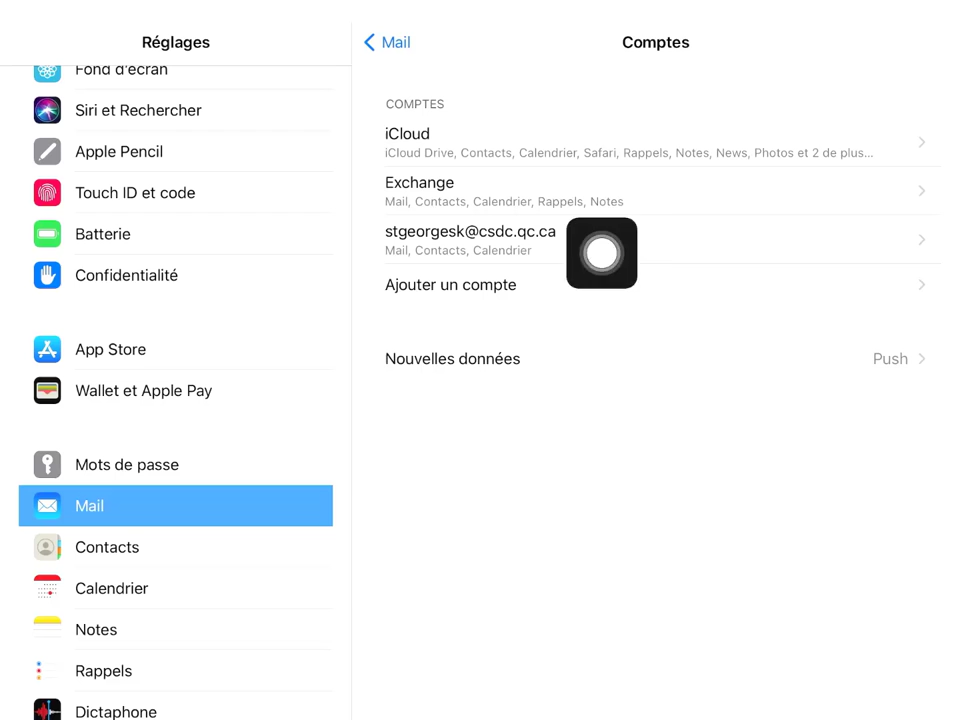 Réglages
Fond d'écran
Siri et Rechercher
Apple Pencil
Touch ID et code
Batterie
Confidentialité
App Store
Wallet et Apple Pay
Mots de passe
Mail
Contacts
Calendrier
Notes
Rappels
Dictaphone
Mail
Comptes
COMPTES
iCloud
iCloud Drive, Contacts, Calendrier, Safari, Rappels, Notes, News, Photos et 2 de plus...
Exchange
Mail, Contacts, Calendrier, Rappels, Notes
stgeorgesk@csdc.qc.ca
Mail, Contacts, Calendrier
Ajouter un compte
Nouvelles données
Push